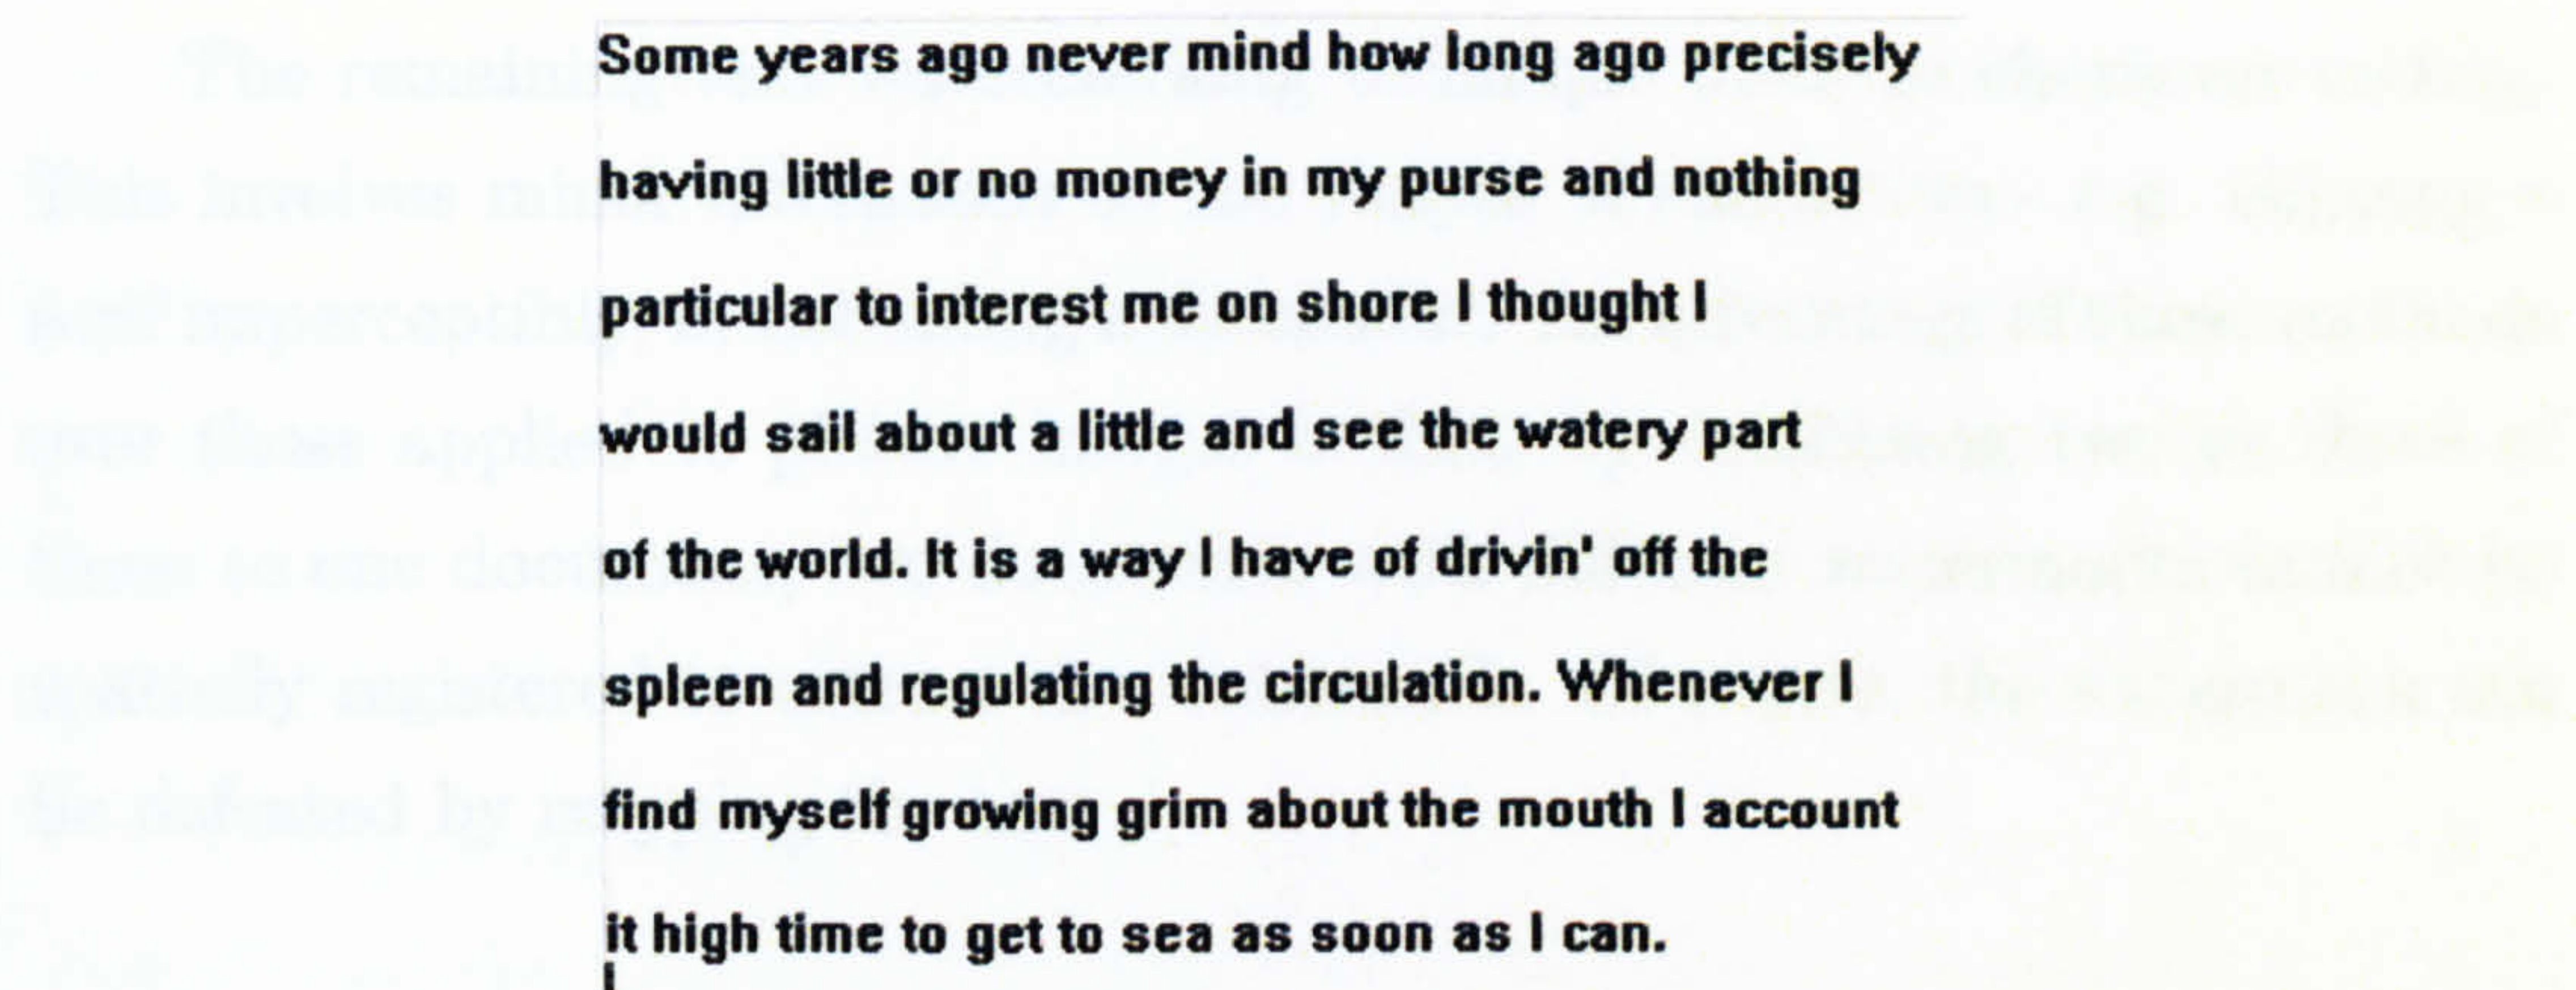 Some years ago never mind how long ago precisely
having little or no money in my purse and nothing
particular to interest me on shore I thought I
would sail about a little and see the watery part
of the world. It is a way I have of drivin' off the
spleen and regulating the circulation. Whenever I
find myself growing grim about the mouth I account
it high time to get to sea as soon as I can.